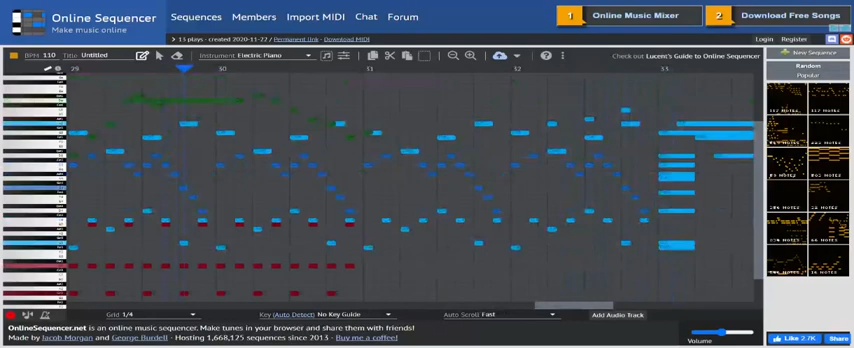 Online Sequencer
Make music online
Sequences Members Import MIDI Chat Forum
1 Online Music Mixer
2 Download Free Songs
13 plays - created 2020-11-22 / Permanent link - Download MIDI
Login Register
BPM 110 Title Untitled Instrument Electric Piano
Check out Lucent's Guide to Online Sequencer
New Sequence
Random
Popular
29 30 31 32 33
Grid 1/4 Key (Auto Detect) No Key Guide Auto Scroll Fast Add Audio Track
OnlineSequencer.net is an online music sequencer. Make tunes in your browser and share them with friends!
Made by Jacob Morgan and George Burdell - Hosting 1,668,125 sequences since 2013 - Buy me a coffee!
Volume
Like 2.7K Share